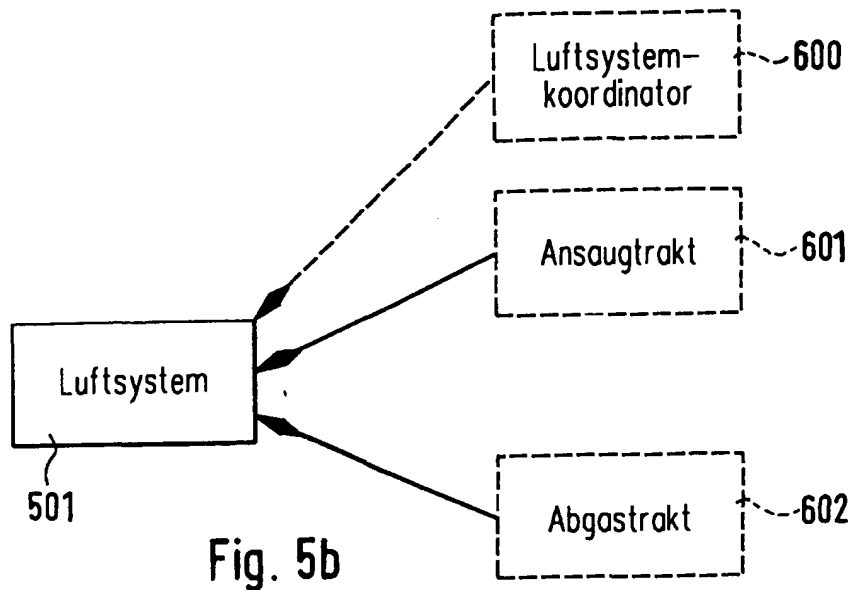 Luftsystem-
koordinator
600
Ansaugtrakt
601
Luftsystem
501
Abgastrakt
602
Fig. 5b